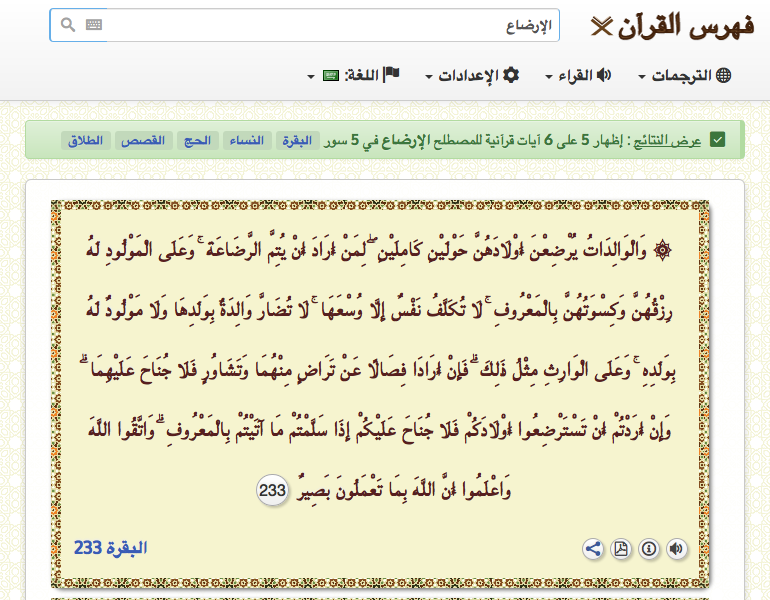 فهرس القرآن
الإرضاع
الترجمات القراء الإعدادات اللغة:
عرض النتائج : إظهار 5 على 6 آيات قرآنية للمصطلح الإرضاع في 5 سور البقرة النساء الحج القصص الطلاق
۞ وَالْوَالِدَاتُ يُرْضِعْنَ أَوْلَادَهُنَّ حَوْلَيْنِ كَامِلَيْنِ ۖ لِمَنْ أَرَادَ أَنْ يُتِمَّ الرَّضَاعَةَ ۚ وَعَلَى الْمَوْلُودِ لَهُ
رِزْقُهُنَّ وَكِسْوَتُهُنَّ بِالْمَعْرُوفِ ۚ لَا تُكَلَّفُ نَفْسٌ إِلَّا وُسْعَهَا ۚ لَا تُضَارَّ وَالِدَةٌ بِوَلَدِهَا وَلَا مَوْلُودٌ لَهُ
بِوَلَدِهِ ۚ وَعَلَى الْوَارِثِ مِثْلُ ذَٰلِكَ ۗ فَإِنْ أَرَادَا فِصَالًا عَنْ تَرَاضٍ مِنْهُمَا وَتَشَاوُرٍ فَلَا جُنَاحَ عَلَيْهِمَا ۗ
وَإِنْ أَرَدْتُمْ أَنْ تَسْتَرْضِعُوا أَوْلَادَكُمْ فَلَا جُنَاحَ عَلَيْكُمْ إِذَا سَلَّمْتُمْ مَا آتَيْتُمْ بِالْمَعْرُوفِ ۗ وَاتَّقُوا اللَّهَ
وَاعْلَمُوا أَنَّ اللَّهَ بِمَا تَعْمَلُونَ بَصِيرٌ 233
البقرة 233